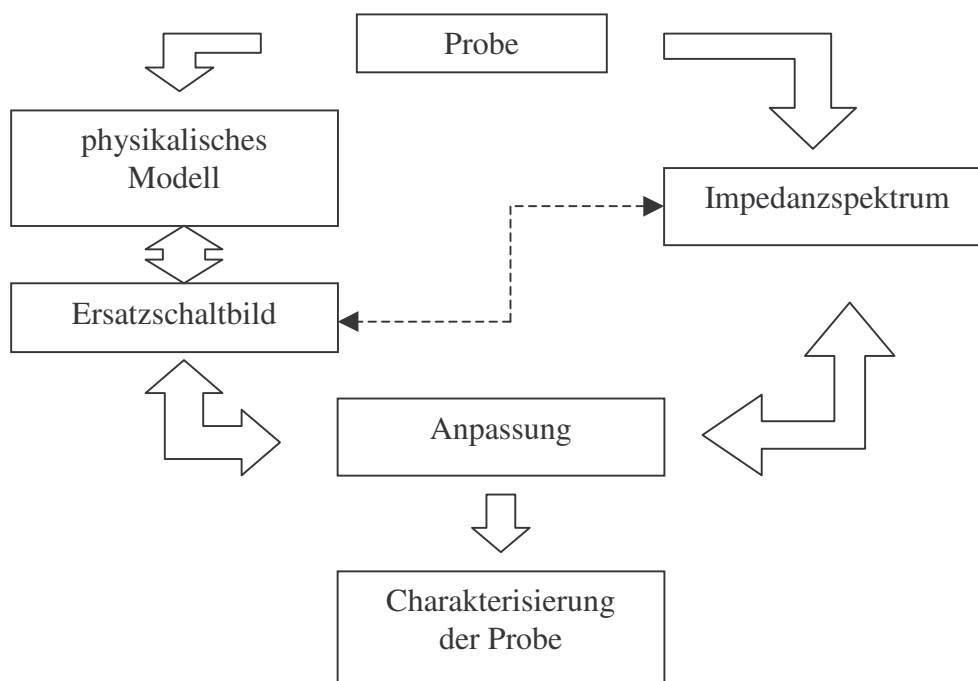 Probe
physikalisches
Modell
Impedanzspektrum
Ersatzschaltbild
Anpassung
Charakterisierung
der Probe